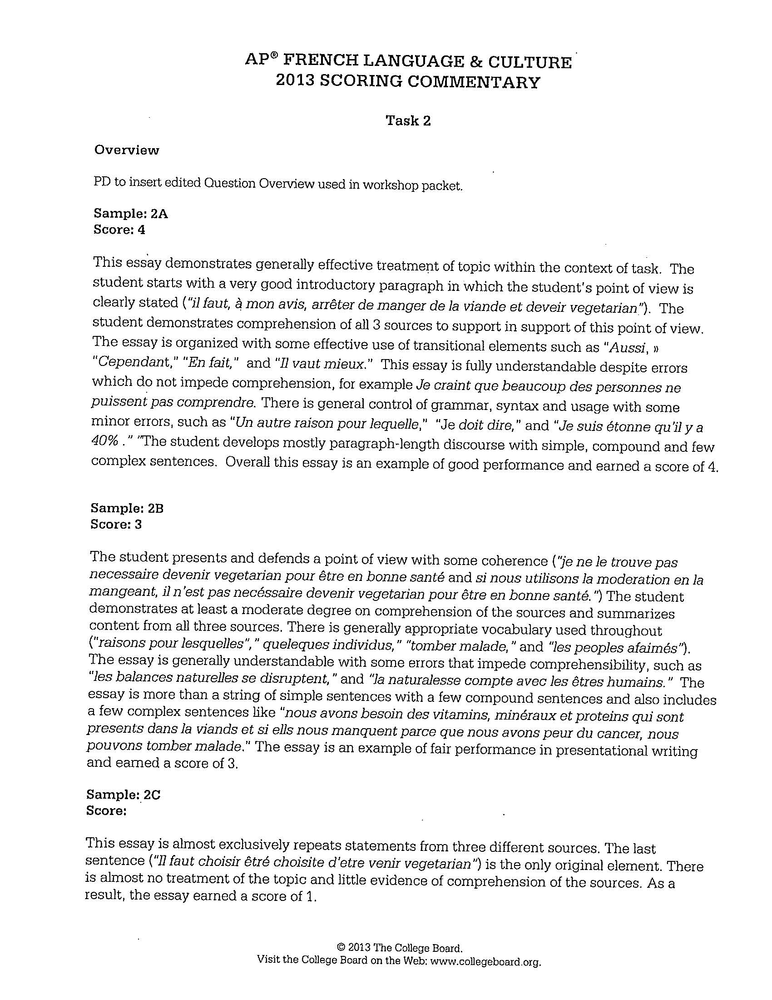 AP® FRENCH LANGUAGE & CULTURE
2013 SCORING COMMENTARY
Task 2
Overview
PD to insert edited Question Overview used in workshop packet.
Sample: 2A
Score: 4
This essay demonstrates generally effective treatment of topic within the context of task. The
student starts with a very good introductory paragraph in which the student's point of view is
clearly stated ("il faut, à mon avis, arrêter de manger de la viande et deveir vegetarian"). The
student demonstrates comprehension of all 3 sources to support in support of this point of view.
The essay is organized with some effective use of transitional elements such as "Aussi, »
"Cependant," "En fait," and "Il vaut mieux." This essay is fully understandable despite errors
which do not impede comprehension, for example Je craint que beaucoup des personnes ne
puissent pas comprendre. There is general control of grammar, syntax and usage with some
minor errors, such as "Un autre raison pour lequelle," "Je doit dire," and "Je suis étonne qu'il y a
40% ." "The student develops mostly paragraph-length discourse with simple, compound and few
complex sentences. Overall this essay is an example of good performance and earned a score of 4.
Sample: 2B
Score: 3
The student presents and defends a point of view with some coherence ("je ne le trouve pas
necessaire devenir vegetarian pour être en bonne santé and si nous utilisons la moderation en la
mangeant, il n'est pas necéssaire devenir vegetarian pour être en bonne santé.") The student
demonstrates at least a moderate degree on comprehension of the sources and summarizes
content from all three sources. There is generally appropriate vocabulary used throughout
("raisons pour lesquelles"," queleques individus," "tomber malade," and "les peoples afaimés").
The essay is generally understandable with some errors that impede comprehensibility, such as
"les balances naturelles se disruptent," and "la naturalesse compte avec les êtres humains." The
essay is more than a string of simple sentences with a few compound sentences and also includes
a few complex sentences like "nous avons besoin des vitamins, minéraux et proteins qui sont
presents dans la viands et si ells nous manquent parce que nous avons peur du cancer, nous
pouvons tomber malade." The essay is an example of fair performance in presentational writing
and earned a score of 3.
Sample: 2C
Score:
This essay is almost exclusively repeats statements from three different sources. The last
sentence ("Il faut choisir êtré choisite d'etre venir vegetarian") is the only original element. There
is almost no treatment of the topic and little evidence of comprehension of the sources. As a
result, the essay earned a score of 1.
© 2013 The College Board.
Visit the College Board on the Web: www.collegeboard.org.